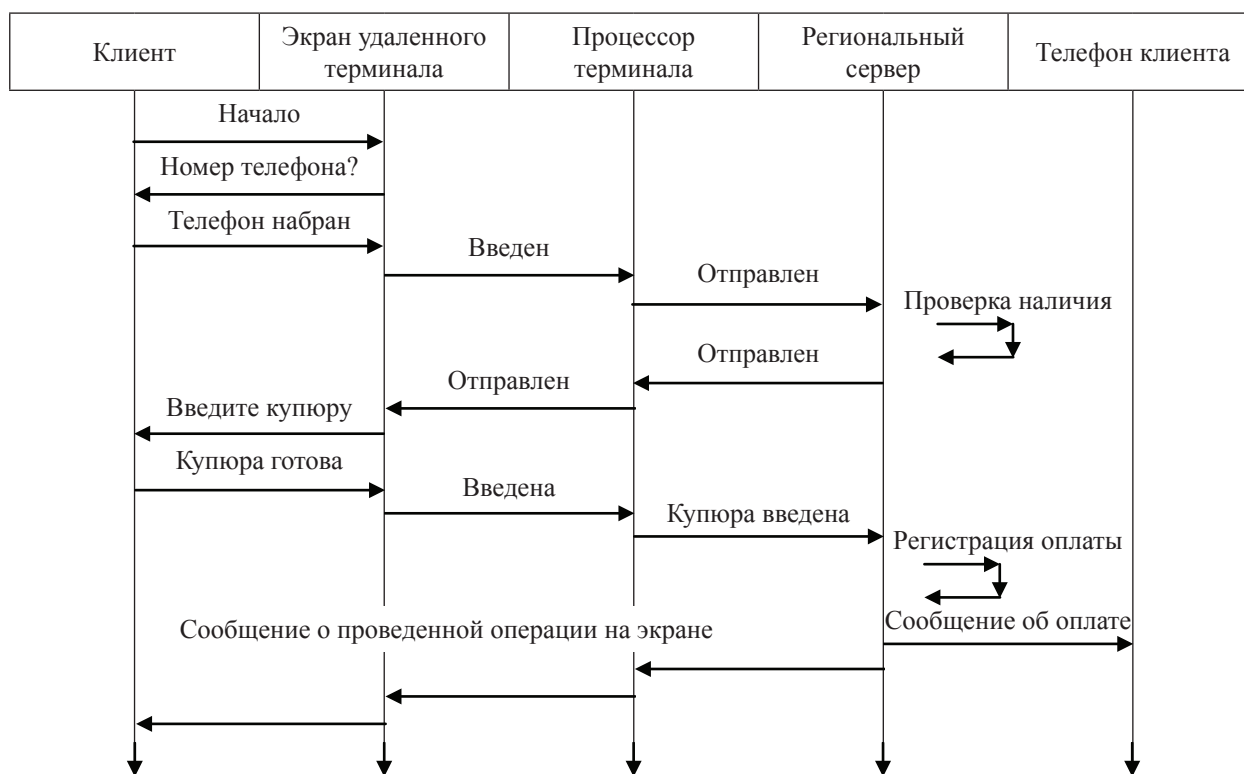 Клиент
Экран удаленного
терминала
Процессор
терминала
Региональный
сервер
Телефон клиента
Начало
Номер телефона?
Телефон набран
Введен
Отправлен
Проверка наличия
Отправлен
Отправлен
Введите купюру
Купюра готова
Введена
Купюра введена
Регистрация оплаты
Сообщение об оплате
Сообщение о проведенной операции на экране